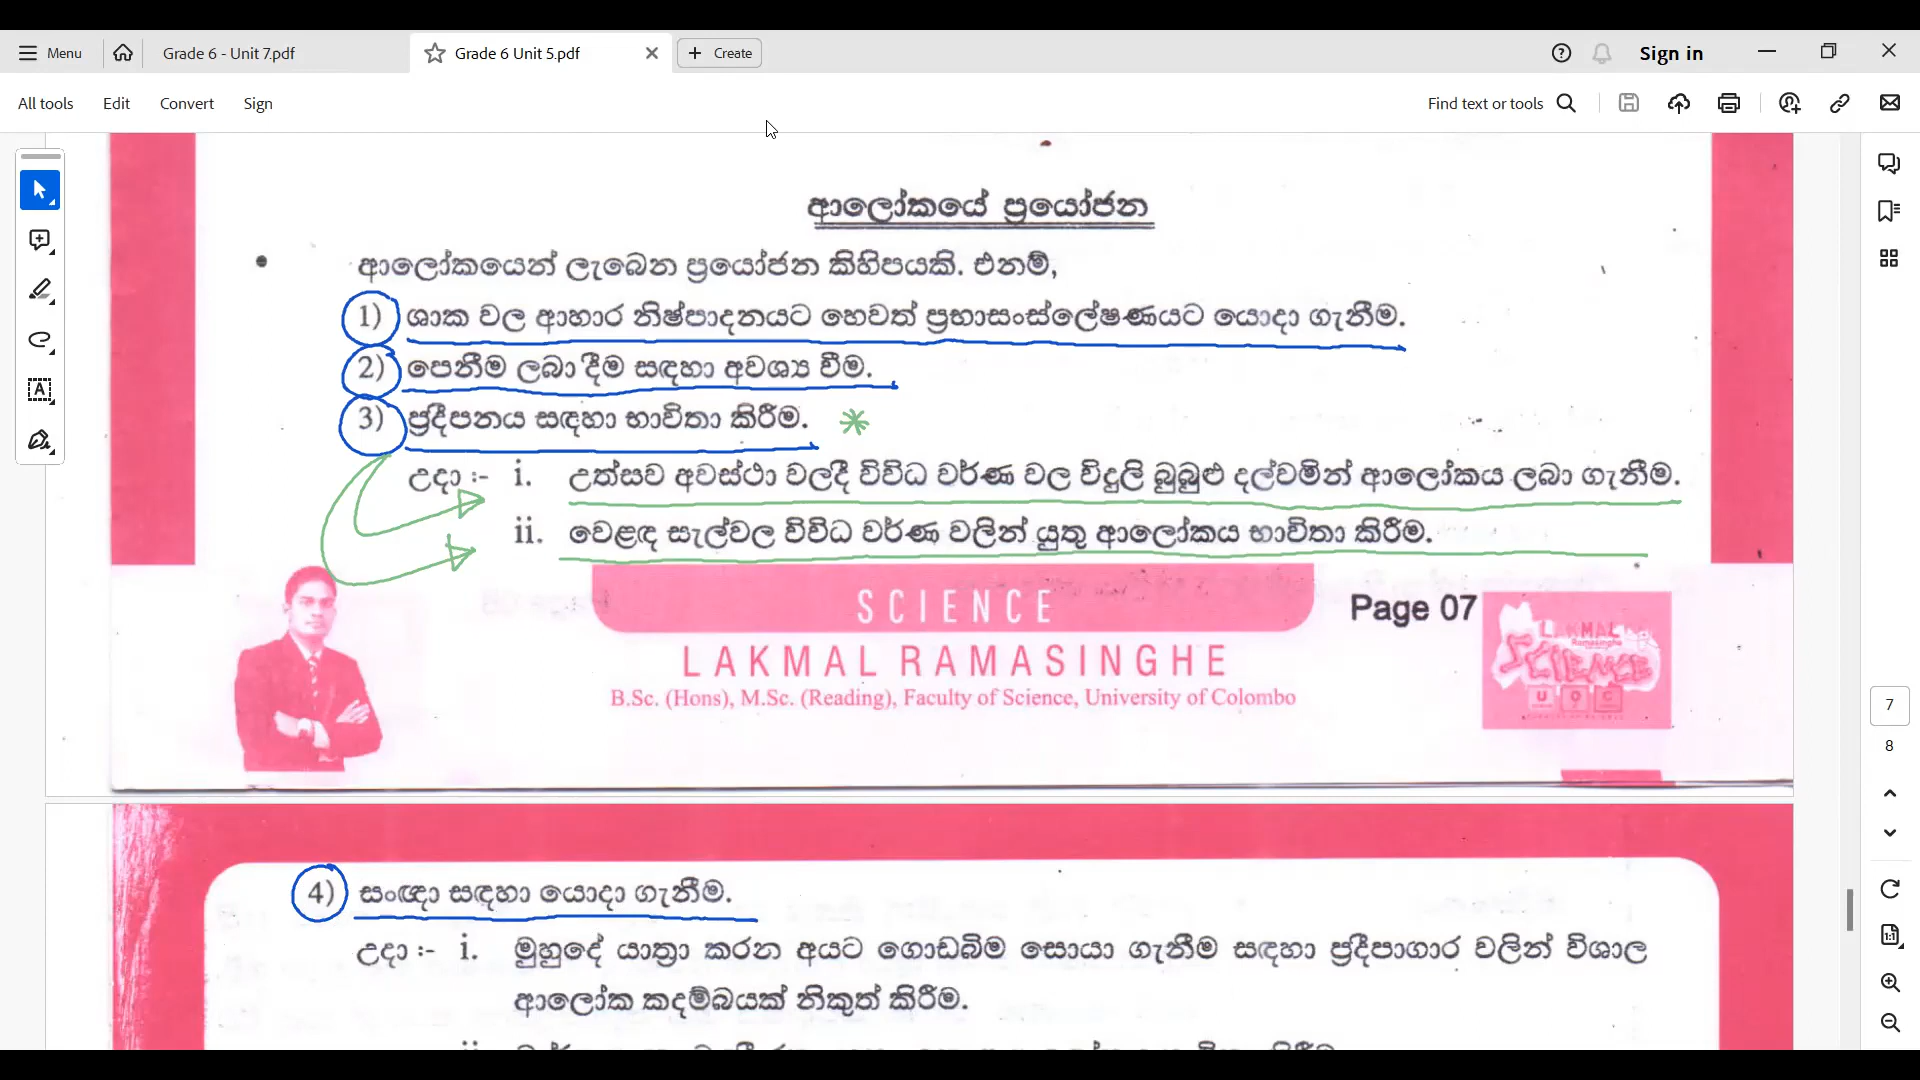 Menu
Grade 6 - Unit 7.pdf
Grade 6 Unit 5.pdf
Create
Sign in
All tools
Edit
Convert
Sign
Find text or tools
ආලෝකයේ ප්‍රයෝජන
• ආලෝකයෙන් ලැබෙන ප්‍රයෝජන කිහිපයකි. එනම්,
1) ශාක වල ආහාර නිෂ්පාදනයට හෙවත් ප්‍රභාසංස්ලේෂණයට යොදා ගැනීම.
2) පෙනීම ලබා දීම සඳහා අවශ්‍ය වීම.
3) ප්‍රදීපනය සඳහා භාවිතා කිරීම. *
උදා :- i. උත්සව අවස්ථා වලදී විවිධ වර්ණ වල විදුලි බුබුළු දල්වමින් ආලෝකය ලබා ගැනීම.
ii. වෙළඳ සැල්වල විවිධ වර්ණ වලින් යුතු ආලෝකය භාවිතා කිරීම.
SCIENCE
Page 07
LAKMAL RAMASINGHE
B.Sc. (Hons), M.Sc. (Reading), Faculty of Science, University of Colombo
LAKMAL
Ramasinghe
SCIENCE
7
8
4) සංඥා සඳහා යොදා ගැනීම.
උදා :- i. මුහුදේ යාත්‍රා කරන අයට ගොඩබිම සොයා ගැනීම සඳහා ප්‍රදීපාගාර වලින් විශාල
ආලෝක කදම්බයක් නිකුත් කිරීම.